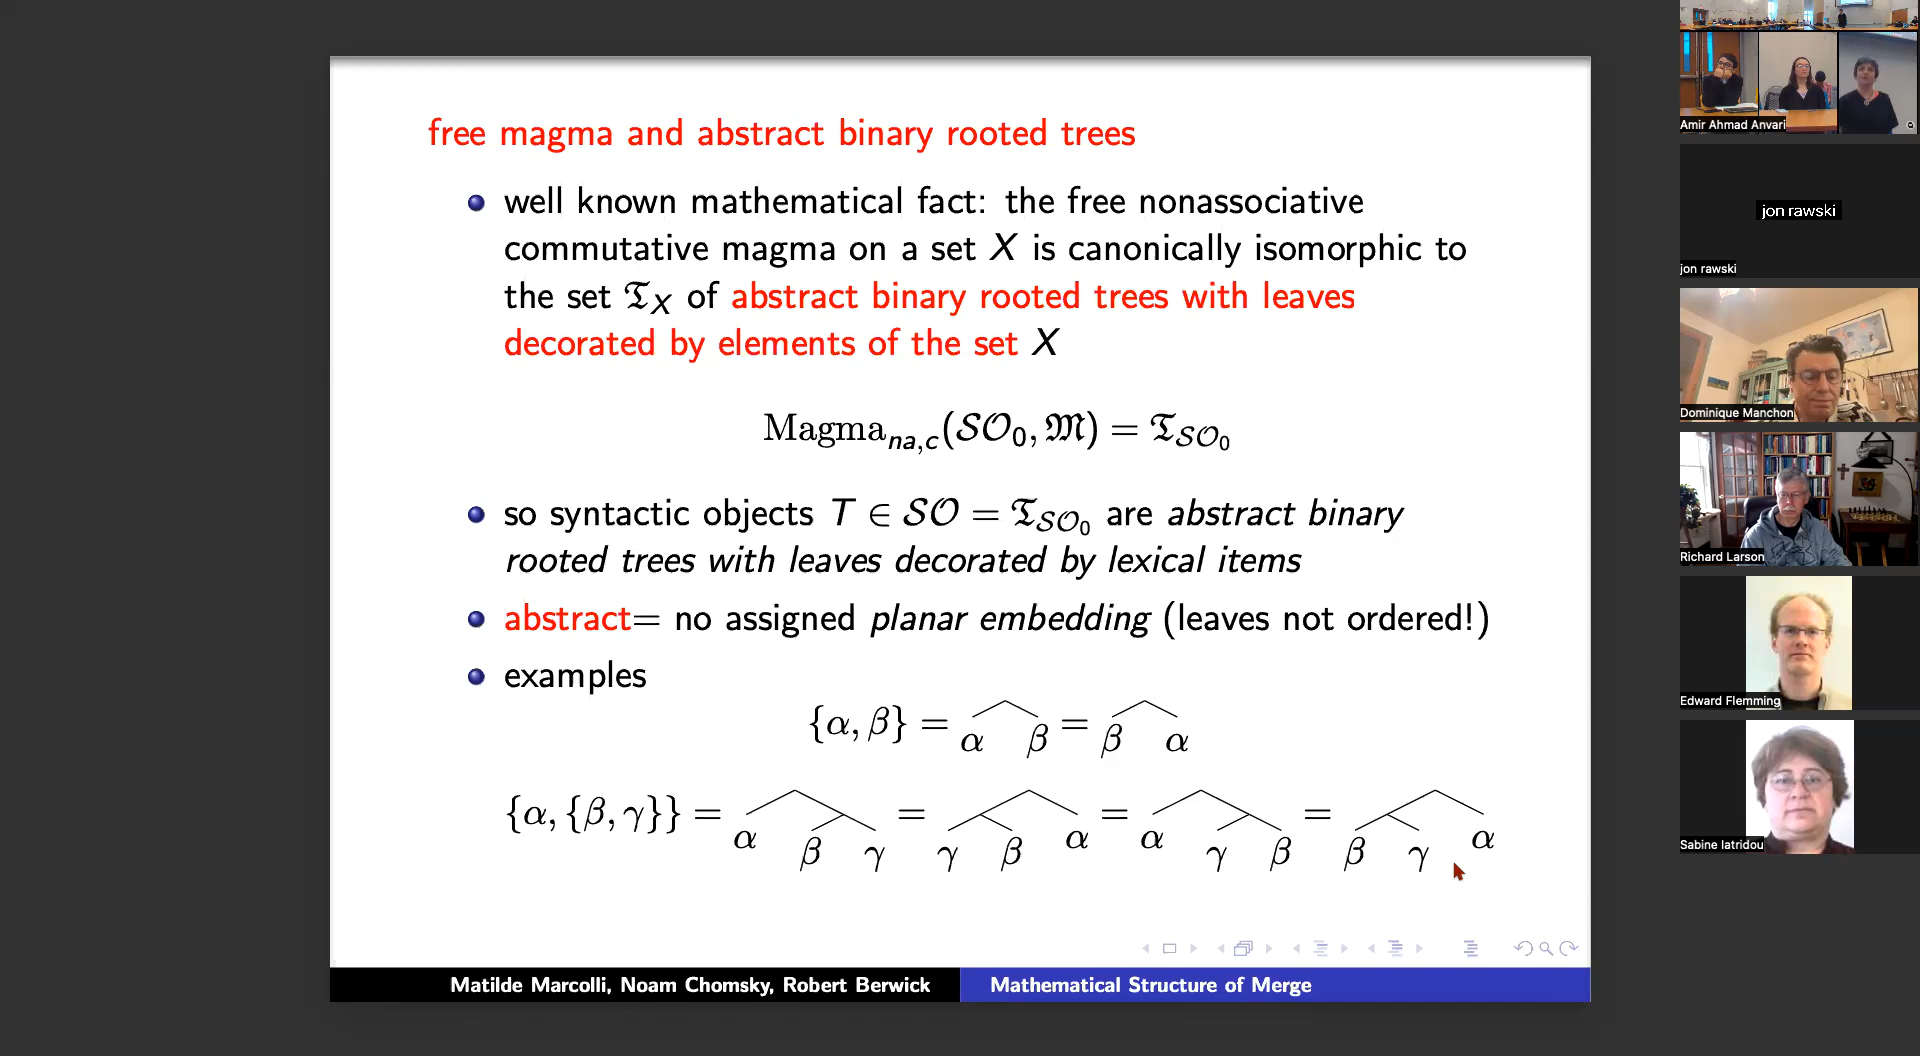 free magma and abstract binary rooted trees
well known mathematical fact: the free nonassociative
commutative magma on a set X is canonically isomorphic to
the set 𝔗_X of abstract binary rooted trees with leaves
decorated by elements of the set X
Magma_{na,c}(𝒮𝒪₀, 𝔐) = 𝔗_{𝒮𝒪₀}
so syntactic objects T ∈ 𝒮𝒪 = 𝔗_{𝒮𝒪₀} are abstract binary
rooted trees with leaves decorated by lexical items
abstract= no assigned planar embedding (leaves not ordered!)
examples
{α, β} = α β = β α
{α, {β, γ}} = α β γ = γ β α = α γ β = β γ α
Matilde Marcolli, Noam Chomsky, Robert Berwick Mathematical Structure of Merge
Amir Ahmad Anvari
jon rawski
jon rawski
Dominique Manchon
Richard Larson
Edward Flemming
Sabine Iatridou